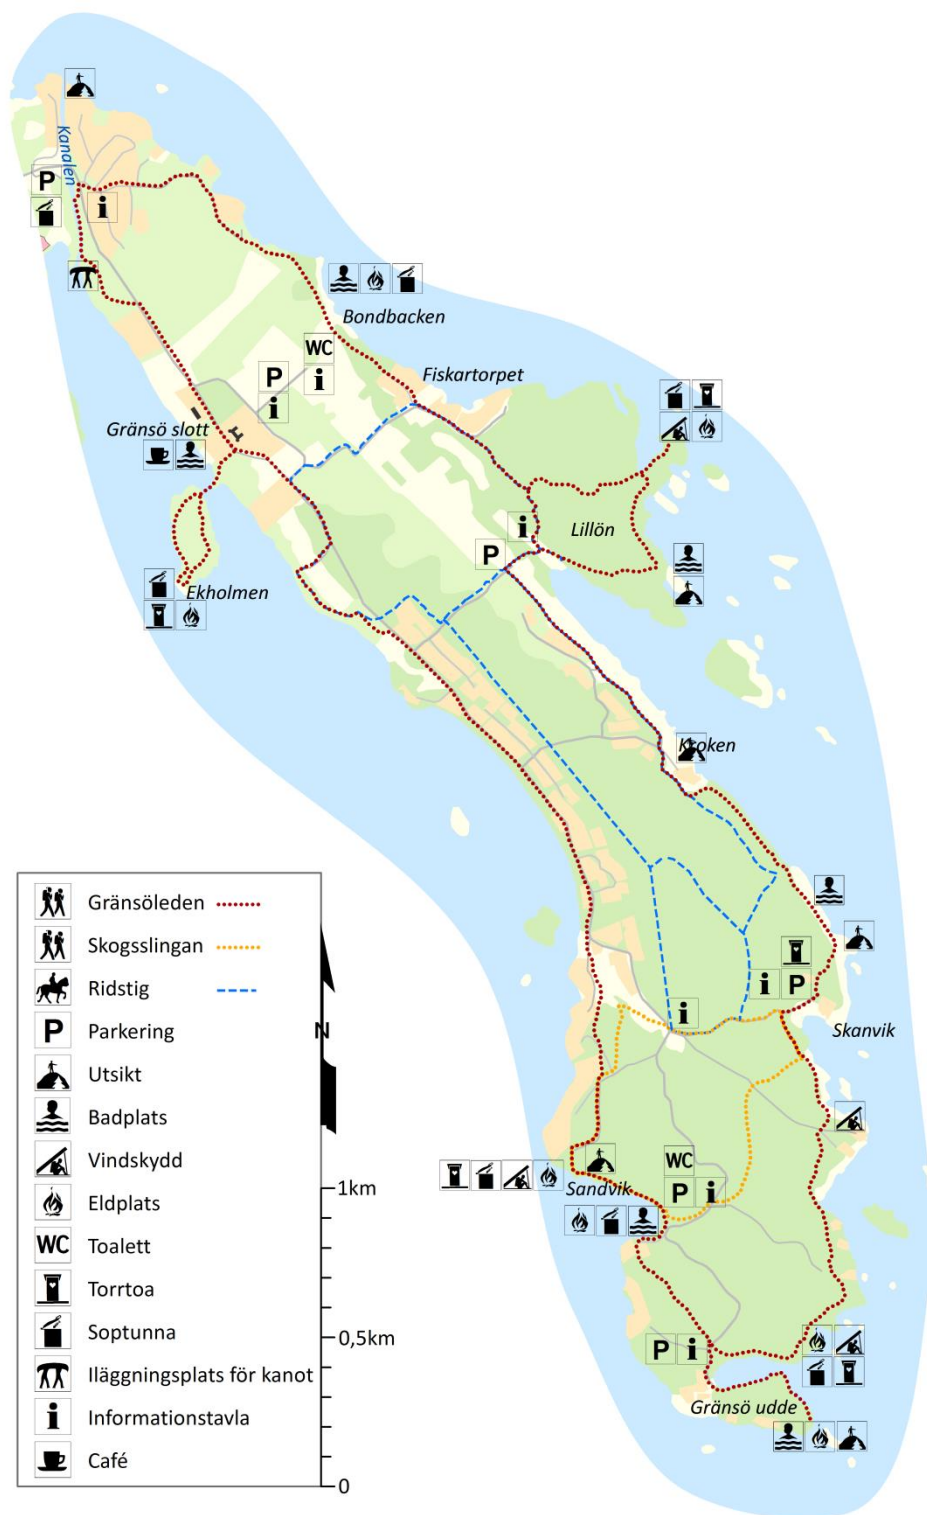 Kanalen
P
i
Bondbacken
WC
P
i
i
Fiskartorpet
Gränsö slott
i
Lillön
P
Ekholmen
Kroken
i
P
i
Skanvik
WC
Sandvik
P
i
P
i
Gränsö udde
Gränsöleden
Skogsslingan
Ridstig
P
Parkering
N
Utsikt
Badplats
Vindskydd
1km
Eldplats
WC
Toalett
Torrtoa
Soptunna
0,5km
Iläggningsplats för kanot
i
Informationstavla
Café
0